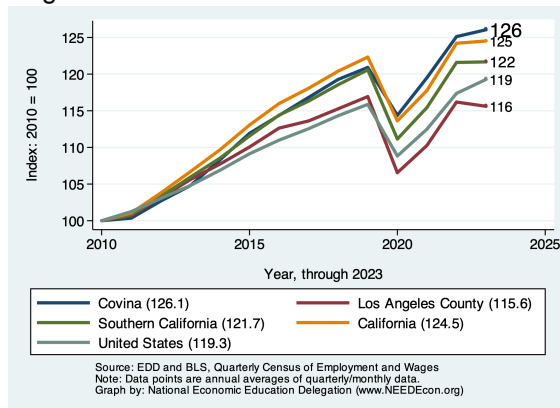 Index: 2010 = 100
125
120
115
110
105
100
126
125
122
119
116
2010
2015
2020
2025
Year, through 2023
Covina (126.1)
Los Angeles County (115.6)
Southern California (121.7)
California (124.5)
United States (119.3)
Source: EDD and BLS, Quarterly Census of Employment and Wages
Note: Data points are annual averages of quarterly/monthly data.
Graph by: National Economic Education Delegation (www.NEEDEcon.org)